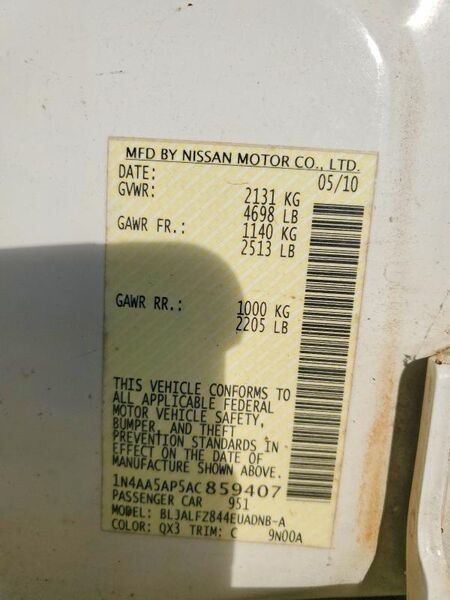 MFD BY NISSAN MOTOR CO., LTD.
DATE: 05/10
GVWR: 2131 KG
4698 LB
GAWR FR.: 1140 KG
2513 LB
GAWR RR.: 1000 KG
2205 LB
THIS VEHICLE CONFORMS TO
ALL APPLICABLE FEDERAL
MOTOR VEHICLE SAFETY,
BUMPER, AND THEFT
PREVENTION STANDARDS IN
EFFECT ON THE DATE OF
MANUFACTURE SHOWN ABOVE.
1N4AA5AP5AC859407
PASSENGER CAR 951
MODEL: BLJALFZ844EUADNB-A
COLOR: QX3 TRIM: C 9N00A